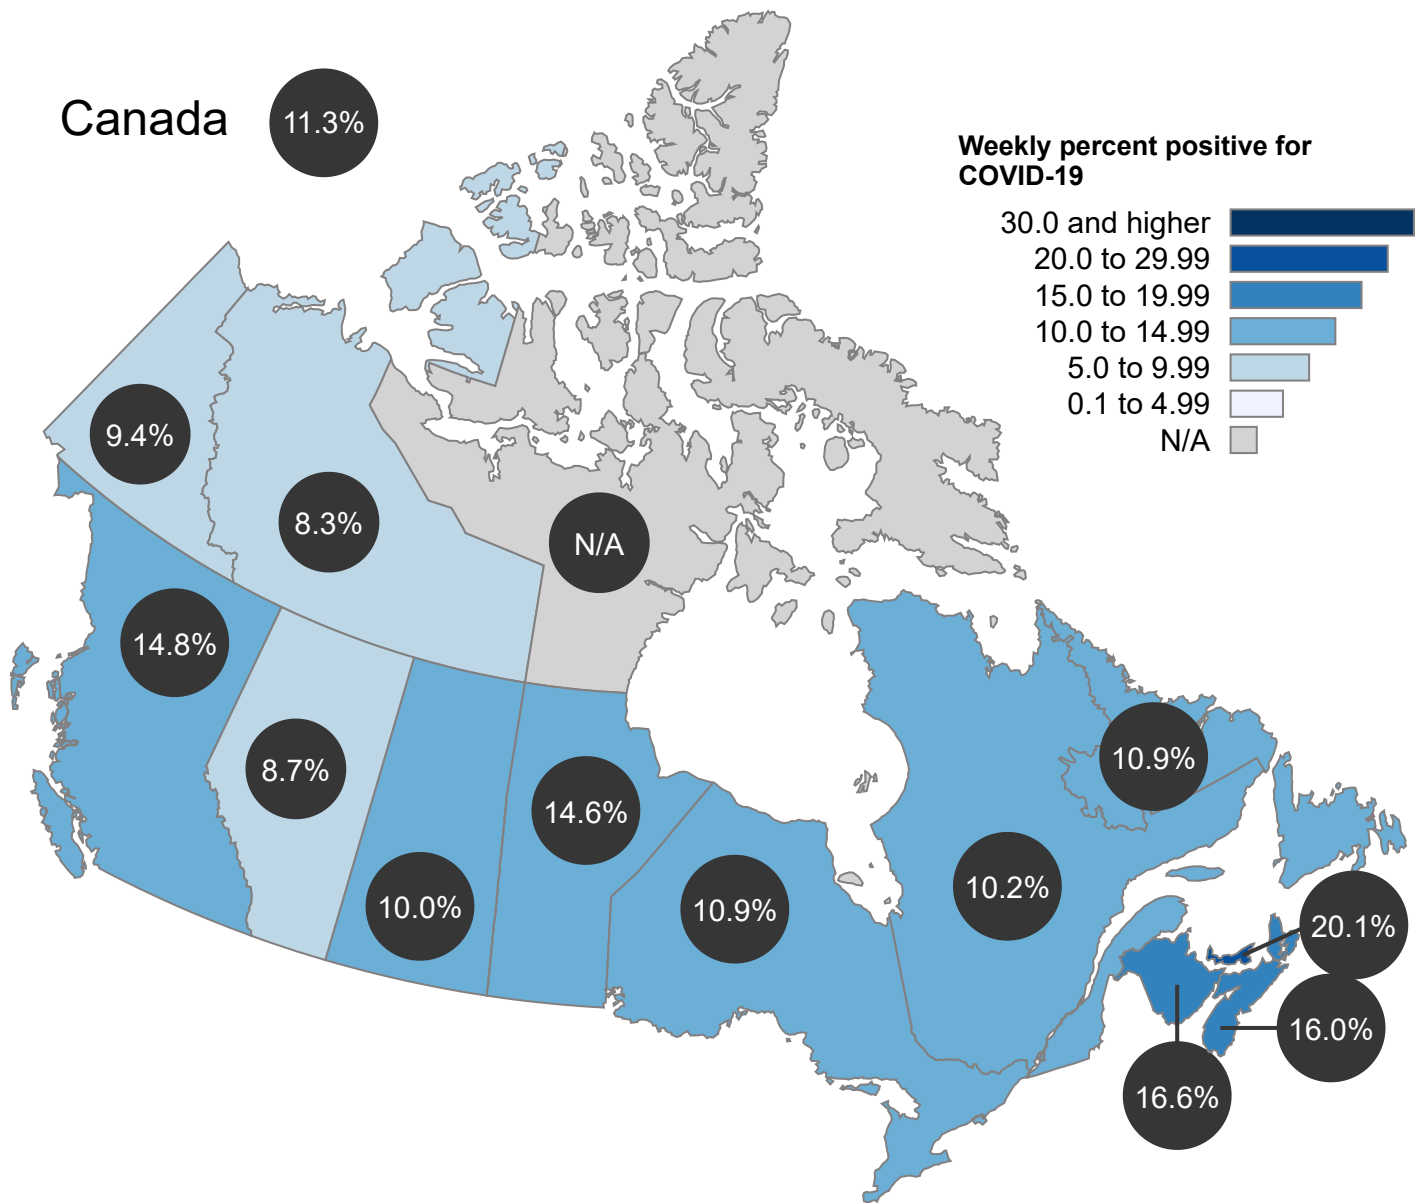 Canada
11.3%
Weekly percent positive for
COVID-19
30.0 and higher
20.0 to 29.99
15.0 to 19.99
10.0 to 14.99
5.0 to 9.99
0.1 to 4.99
N/A
9.4%
8.3%
N/A
14.8%
8.7%
10.0%
14.6%
10.9%
10.2%
10.9%
20.1%
16.0%
16.6%